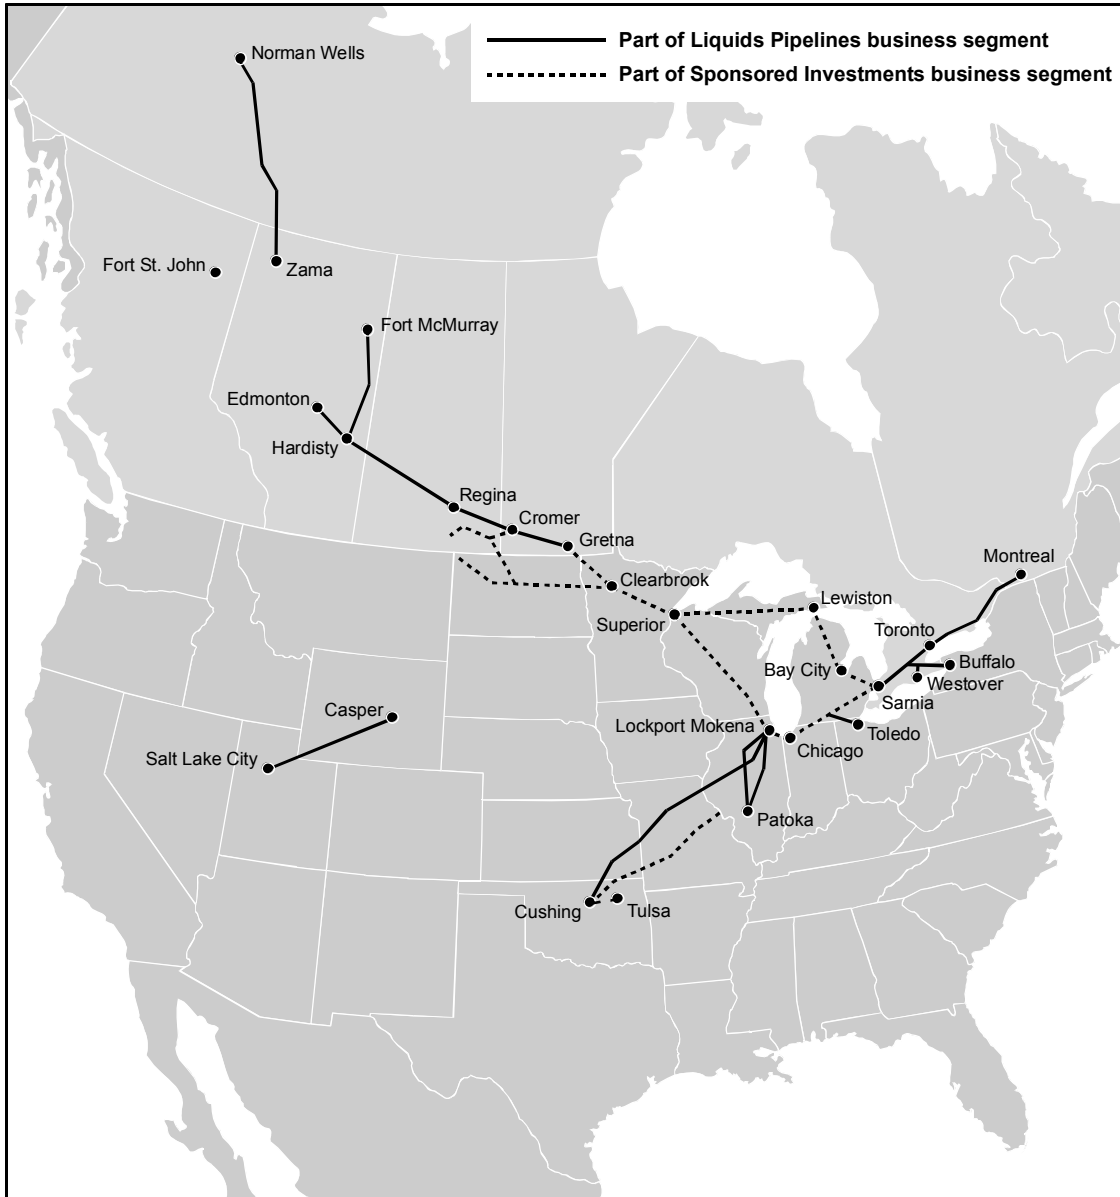 Part of Liquids Pipelines business segment
Part of Sponsored Investments business segment
Norman Wells
Fort St. John
Zama
Fort McMurray
Edmonton
Hardisty
Regina
Cromer
Gretna
Montreal
Clearbrook
Lewiston
Superior
Toronto
Bay City
Buffalo
Westover
Sarnia
Casper
Lockport Mokena
Toledo
Chicago
Salt Lake City
Patoka
Cushing
Tulsa